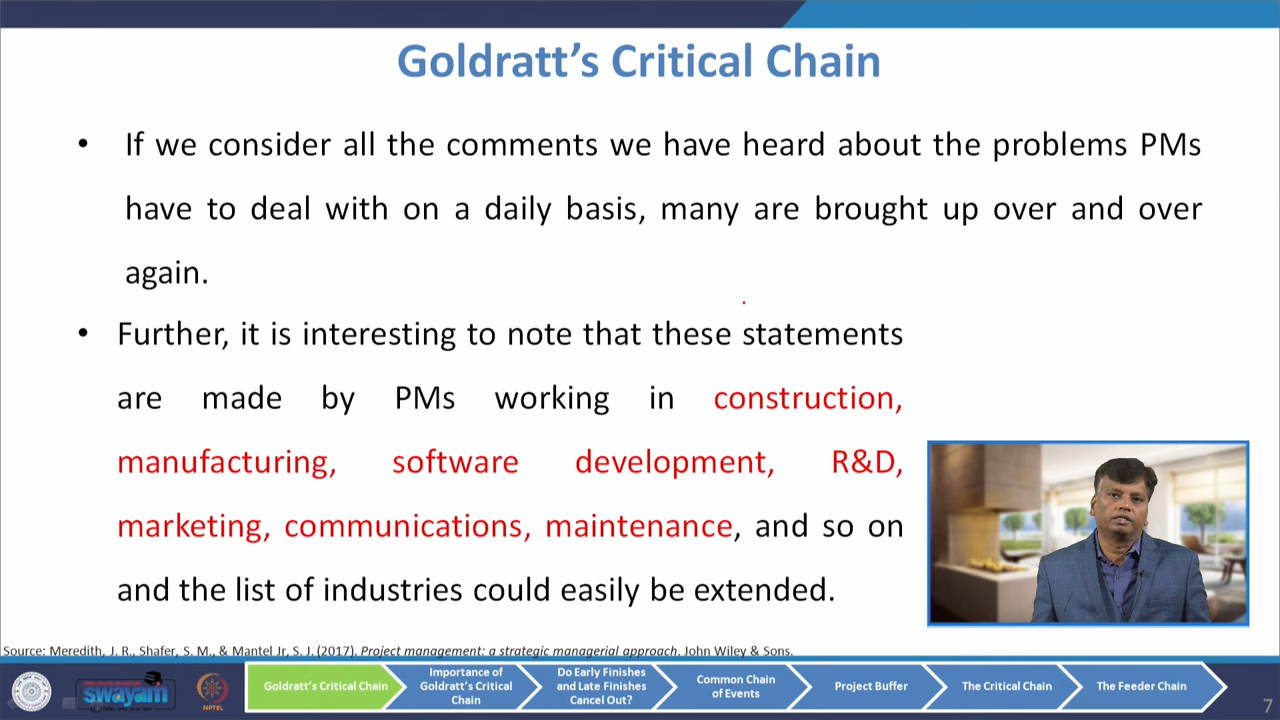 Goldratt's Critical Chain
• If we consider all the comments we have heard about the problems PMs
have to deal with on a daily basis, many are brought up over and over
again.
• Further, it is interesting to note that these statements
are made by PMs working in construction,
manufacturing, software development, R&D,
marketing, communications, maintenance, and so on
and the list of industries could easily be extended.
Source: Meredith, J. R., Shafer, S. M., & Mantel Jr, S. J. (2017). Project management: a strategic managerial approach. John Wiley & Sons.
swayam
NPTEL
Goldratt's Critical Chain
Importance of
Goldratt's Critical
Chain
Do Early Finishes
and Late Finishes
Cancel Out?
Common Chain
of Events
Project Buffer
The Critical Chain
The Feeder Chain
7